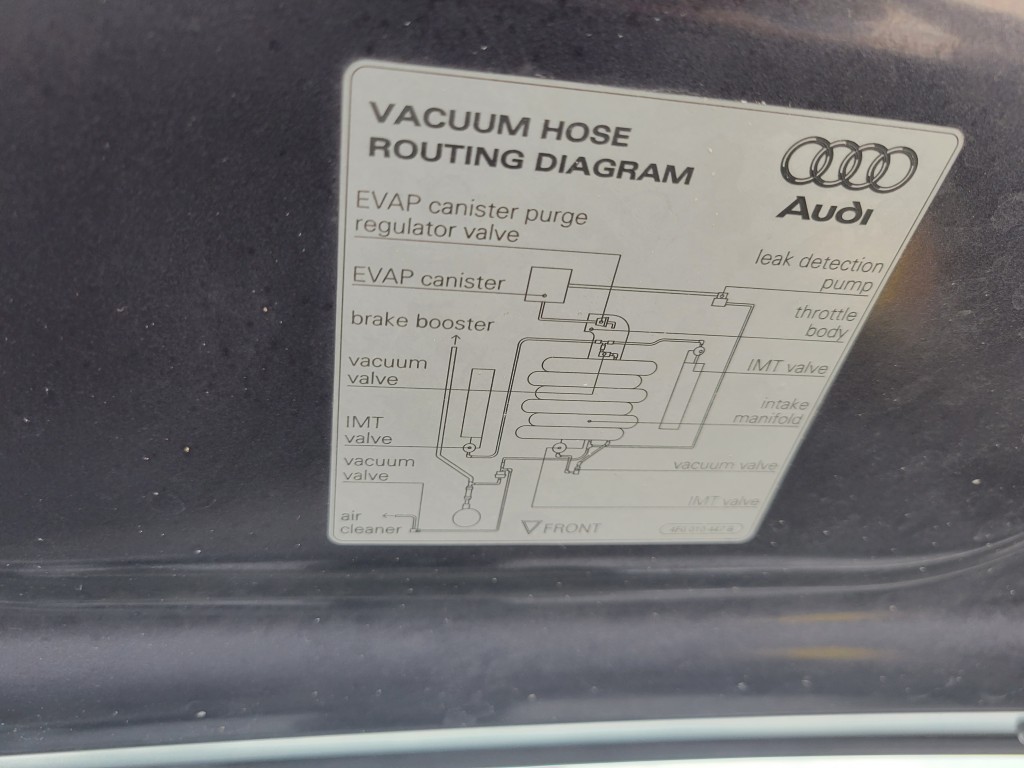 VACUUM HOSE
ROUTING DIAGRAM
Audi
EVAP canister purge
regulator valve
EVAP canister
brake booster
vacuum
valve
IMT
valve
vacuum
valve
air
cleaner
leak detection
pump
throttle
body
IMT valve
intake
manifold
vacuum valve
IMT valve
FRONT